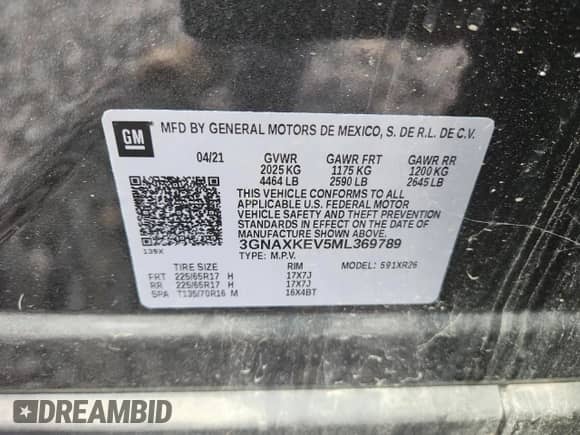 GM
MFD BY GENERAL MOTORS DE MEXICO, S. DE R.L. DE C.V.
04/21 GVWR GAWR FRT GAWR RR
2025 KG 1175 KG 1200 KG
4464 LB 2590 LB 2645 LB
THIS VEHICLE CONFORMS TO ALL
APPLICABLE U.S. FEDERAL MOTOR
VEHICLE SAFETY AND THEFT PREVENTION
STANDARDS IN EFFECT ON THE DATE OF
MANUFACTURE SHOWN ABOVE.
3GNAXKEV5ML369789
139X
TYPE: M.P.V.
TIRE SIZE RIM MODEL: 591XR26
FRT 225/65R17 H 17X7J
RR 225/65R17 H 17X7J
SPA T135/70R16 M 16X4BT
DREAMBID